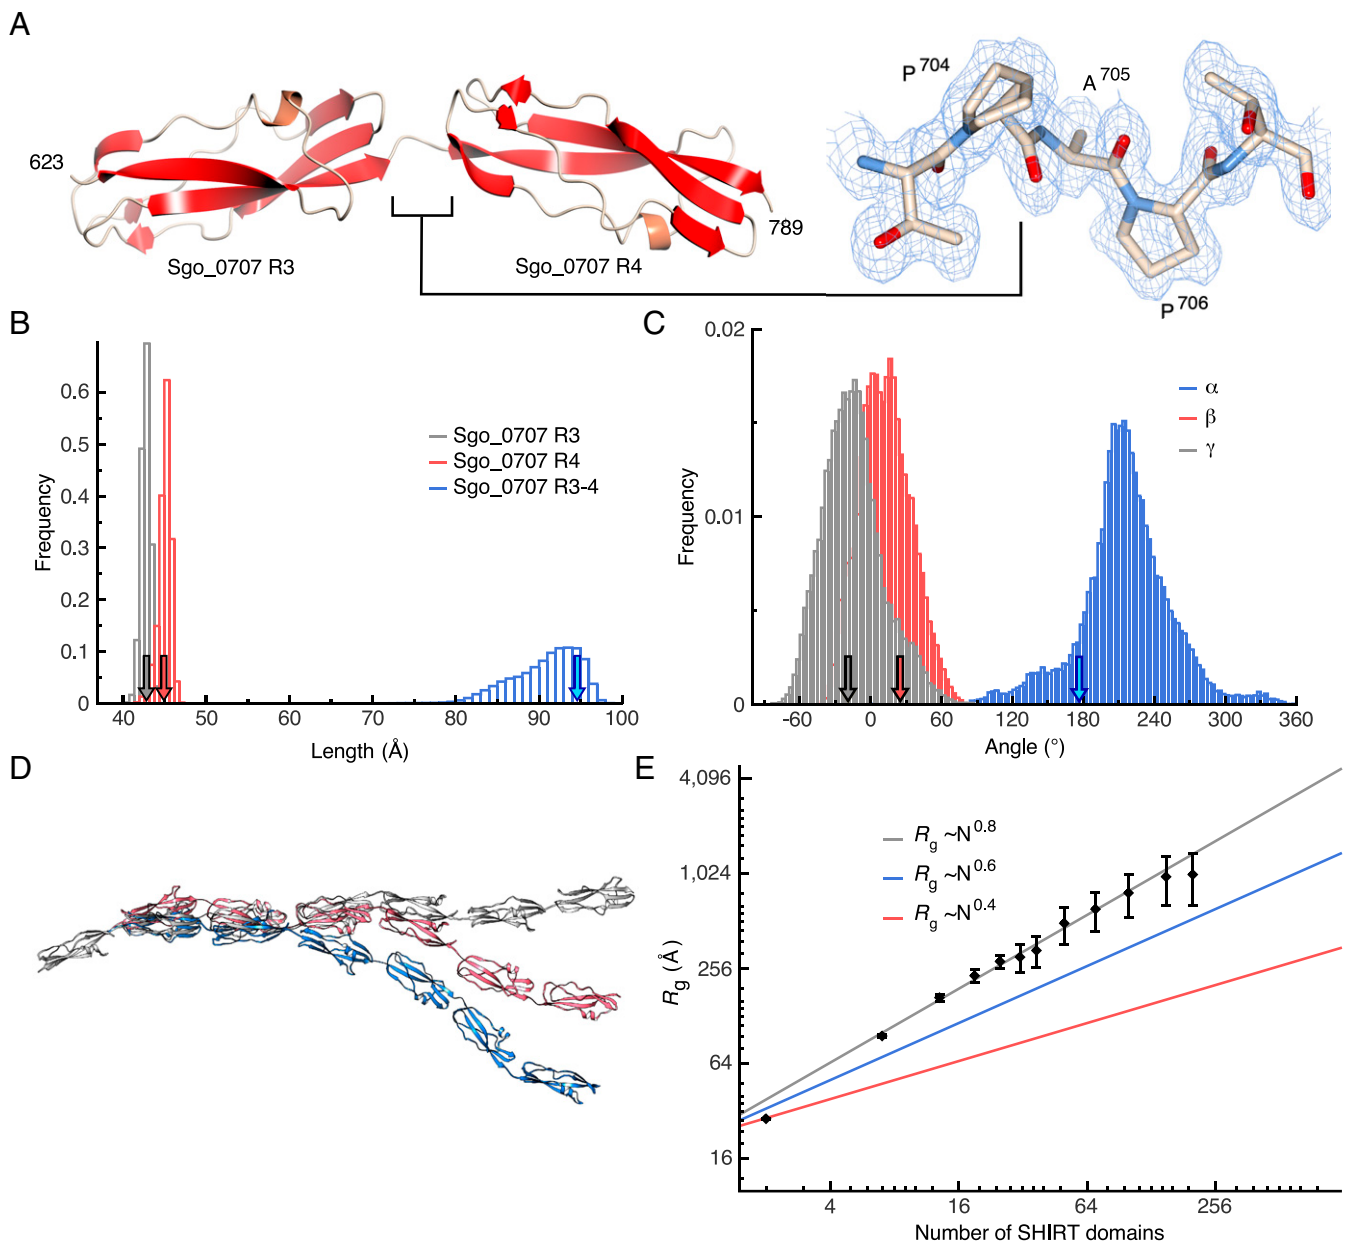 A
P704
A705
623
789
Sgo_0707 R3
Sgo_0707 R4
P706
B
Frequency
0.6
0.5
0.4
0.3
0.2
0.1
0
40
50
60
70
80
90
100
Length (Å)
Sgo_0707 R3
Sgo_0707 R4
Sgo_0707 R3-4
C
Frequency
0.02
0.01
0
-60
0
60
120
180
240
300
360
Angle (°)
α
β
γ
D
E
Rg (Å)
4,096
1,024
256
64
16
4
16
64
256
Number of SHIRT domains
Rg ~N0.8
Rg ~N0.6
Rg ~N0.4